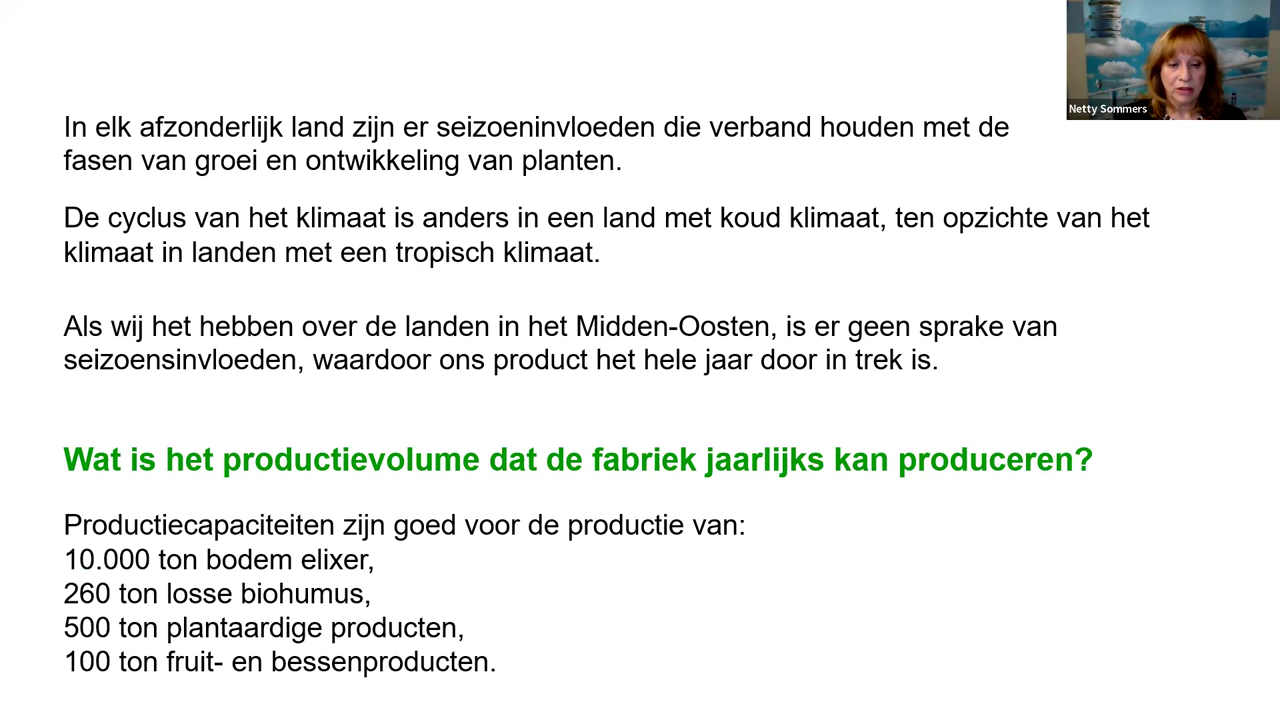 Netty Sommers
In elk afzonderlijk land zijn er seizoeninvloeden die verband houden met de
fasen van groei en ontwikkeling van planten.
De cyclus van het klimaat is anders in een land met koud klimaat, ten opzichte van het
klimaat in landen met een tropisch klimaat.
Als wij het hebben over de landen in het Midden-Oosten, is er geen sprake van
seizoensinvloeden, waardoor ons product het hele jaar door in trek is.
Wat is het productievolume dat de fabriek jaarlijks kan produceren?
Productiecapaciteiten zijn goed voor de productie van:
10.000 ton bodem elixer,
260 ton losse biohumus,
500 ton plantaardige producten,
100 ton fruit- en bessenproducten.